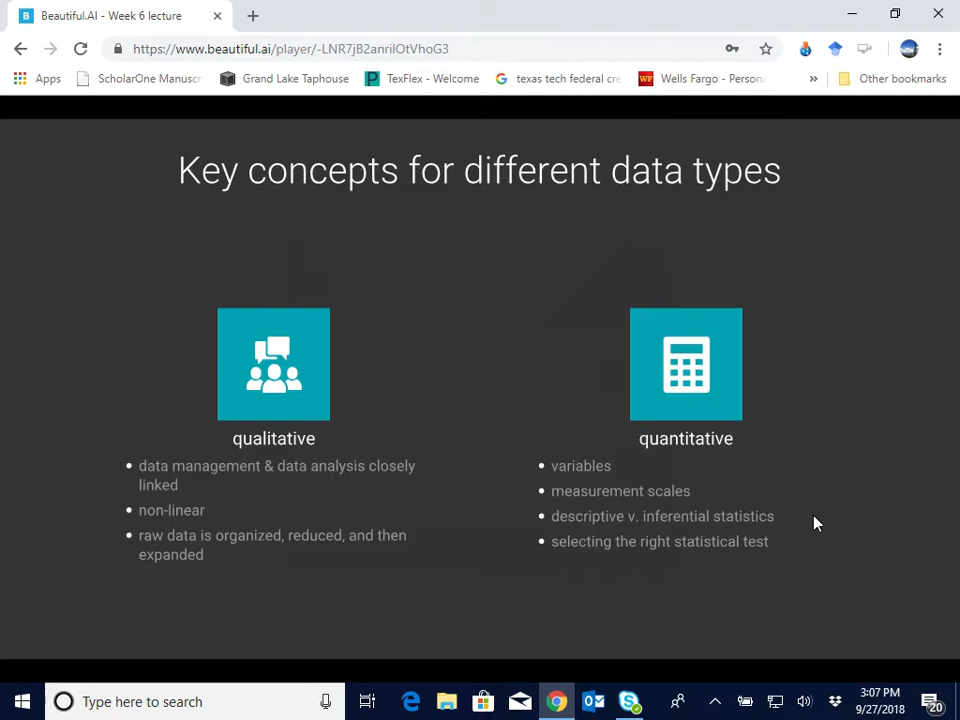 Beautiful.AI - Week 6 lecture
https://www.beautiful.ai/player/-LNR7jB2anrilOtVhoG3
Apps ScholarOne Manuscr Grand Lake Taphouse TexFlex - Welcome texas tech federal cre Wells Fargo - Persona » Other bookmarks
Key concepts for different data types
qualitative
data management & data analysis closely
linked
non-linear
raw data is organized, reduced, and then
expanded
quantitative
variables
measurement scales
descriptive v. inferential statistics
selecting the right statistical test
Type here to search
3:07 PM
9/27/2018
20